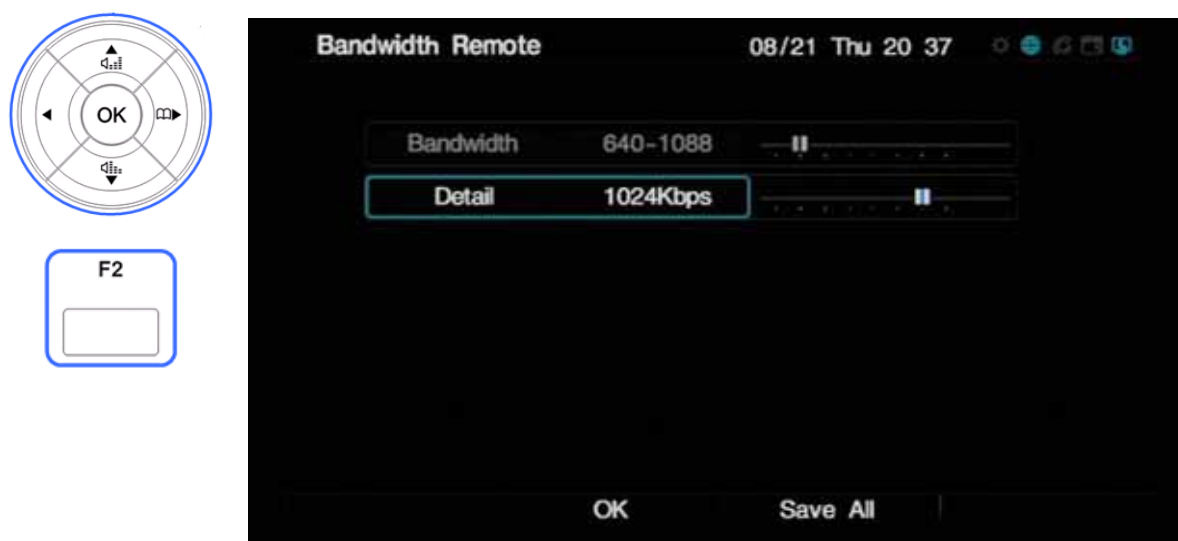 OK
F2
Bandwidth Remote 08/21 Thu 20 37
Bandwidth 640-1088
Detail 1024Kbps
OK Save All